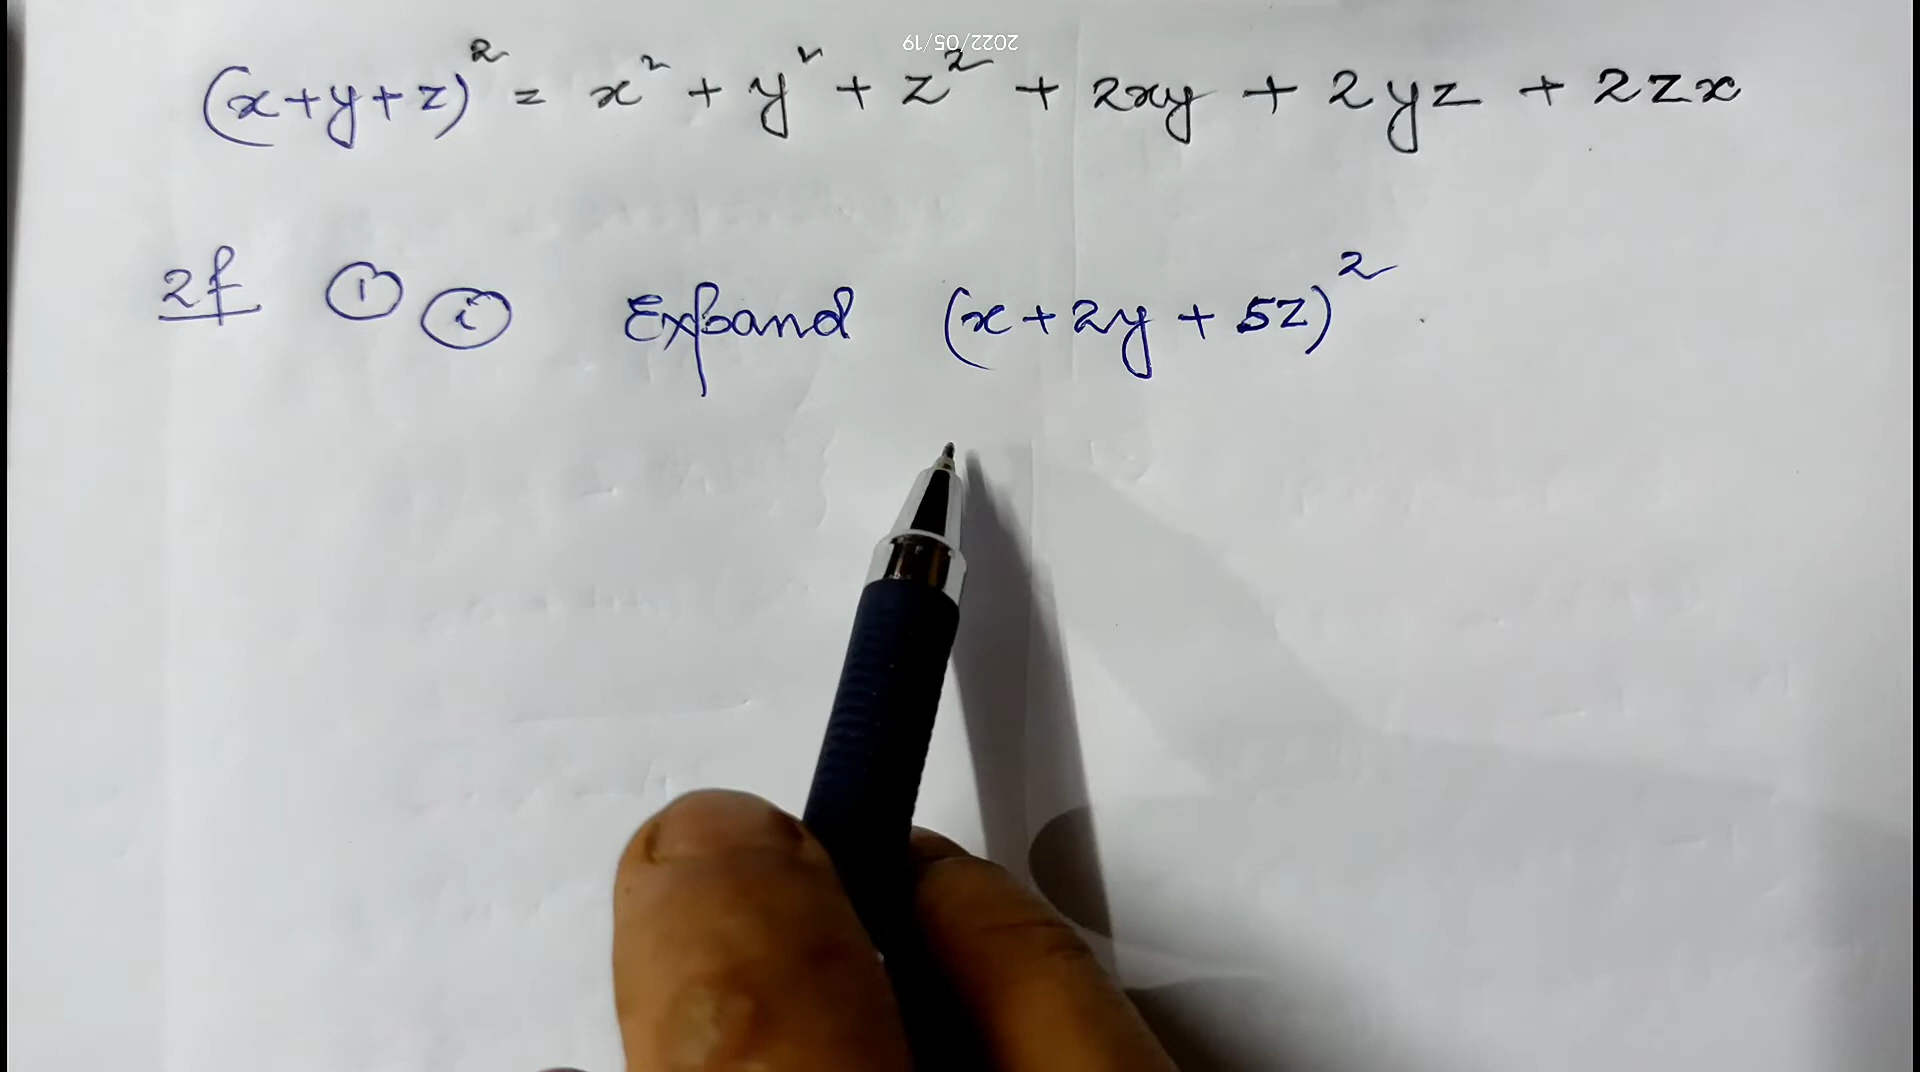 2022/05/19
(x+y+z)² = x² + y² + z² + 2xy + 2yz + 2zx
2f ① ⓘ Expand (x+2y+5z)²